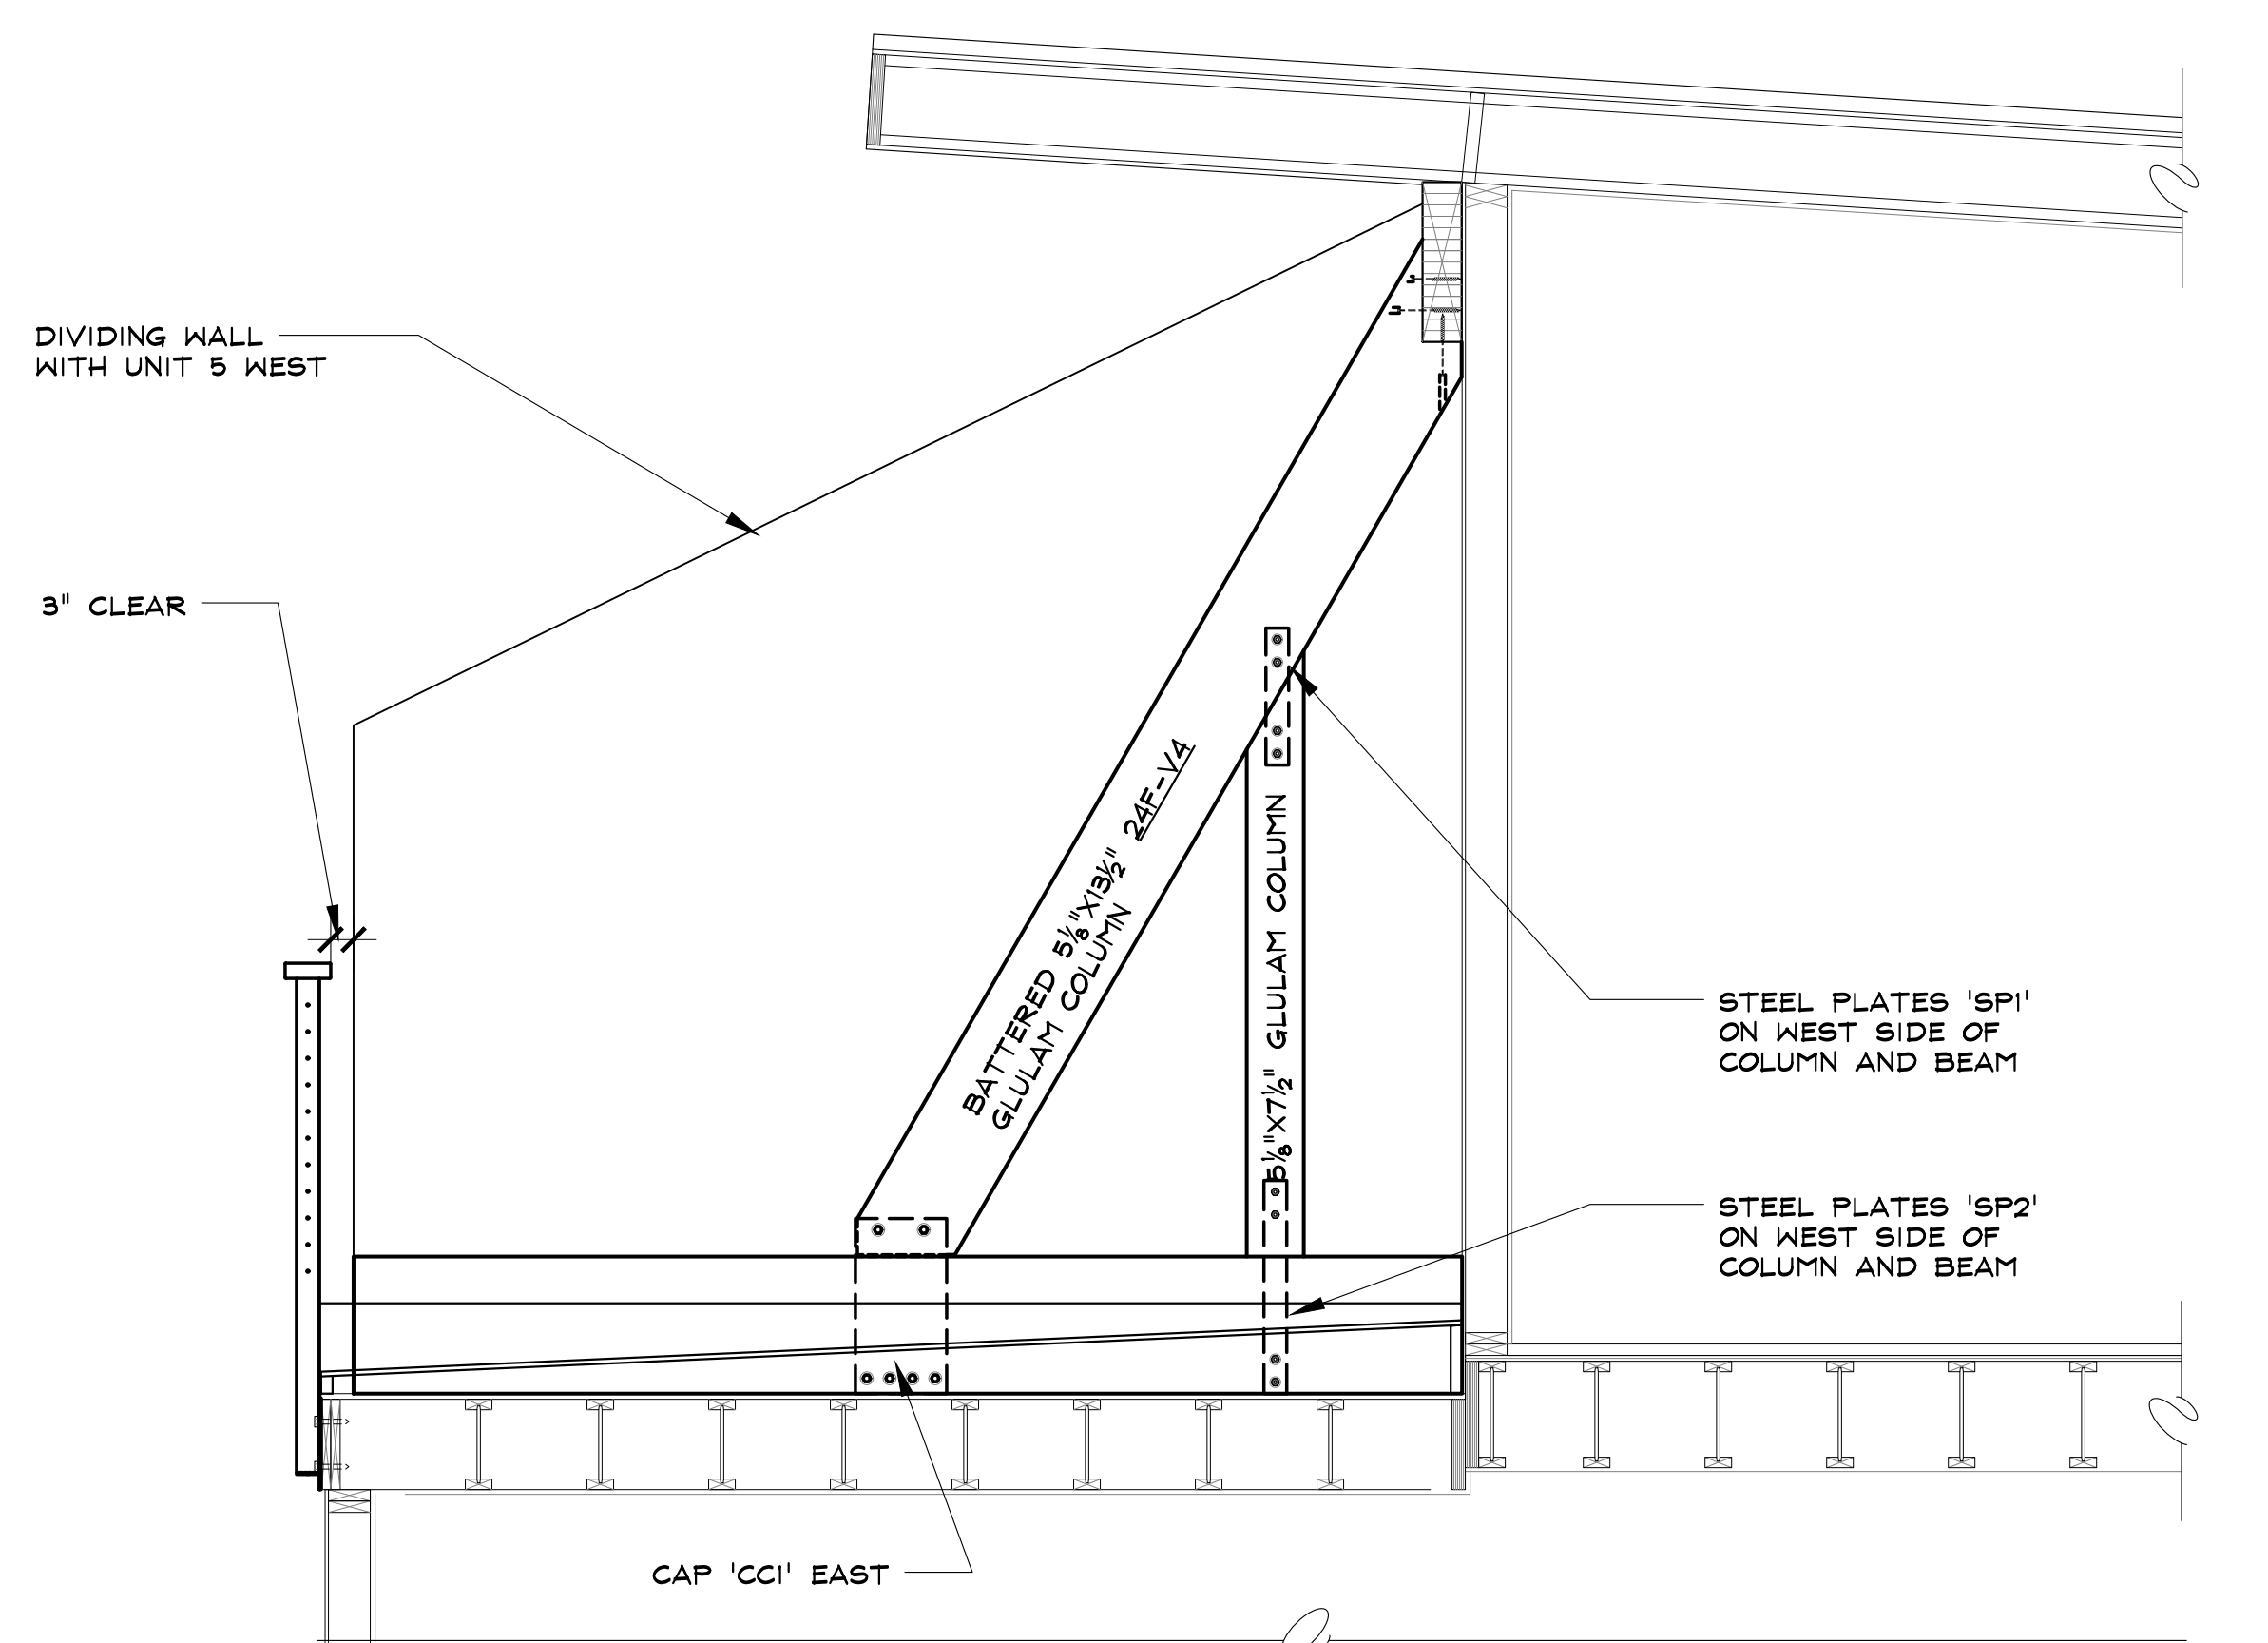 DIVIDING WALL
WITH UNIT 5 WEST
3" CLEAR
BATTERED 5⅛"X13½" 24F-V4
GLULAM COLUMN
5⅛"X7½" GLULAM COLUMN
STEEL PLATES 'SP1'
ON WEST SIDE OF
COLUMN AND BEAM
STEEL PLATES 'SP2'
ON WEST SIDE OF
COLUMN AND BEAM
CAP 'CC1' EAST